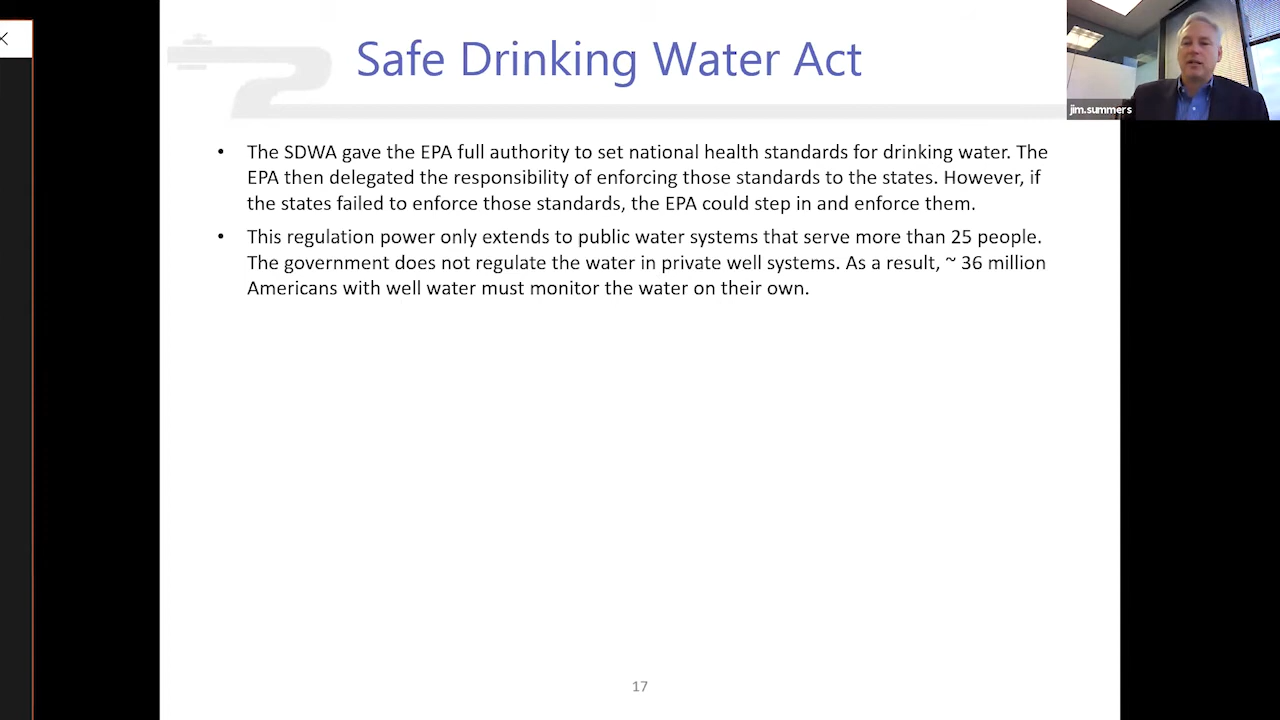 Safe Drinking Water Act
jim.summers
• The SDWA gave the EPA full authority to set national health standards for drinking water. The
EPA then delegated the responsibility of enforcing those standards to the states. However, if
the states failed to enforce those standards, the EPA could step in and enforce them.
• This regulation power only extends to public water systems that serve more than 25 people.
The government does not regulate the water in private well systems. As a result, ~ 36 million
Americans with well water must monitor the water on their own.
17